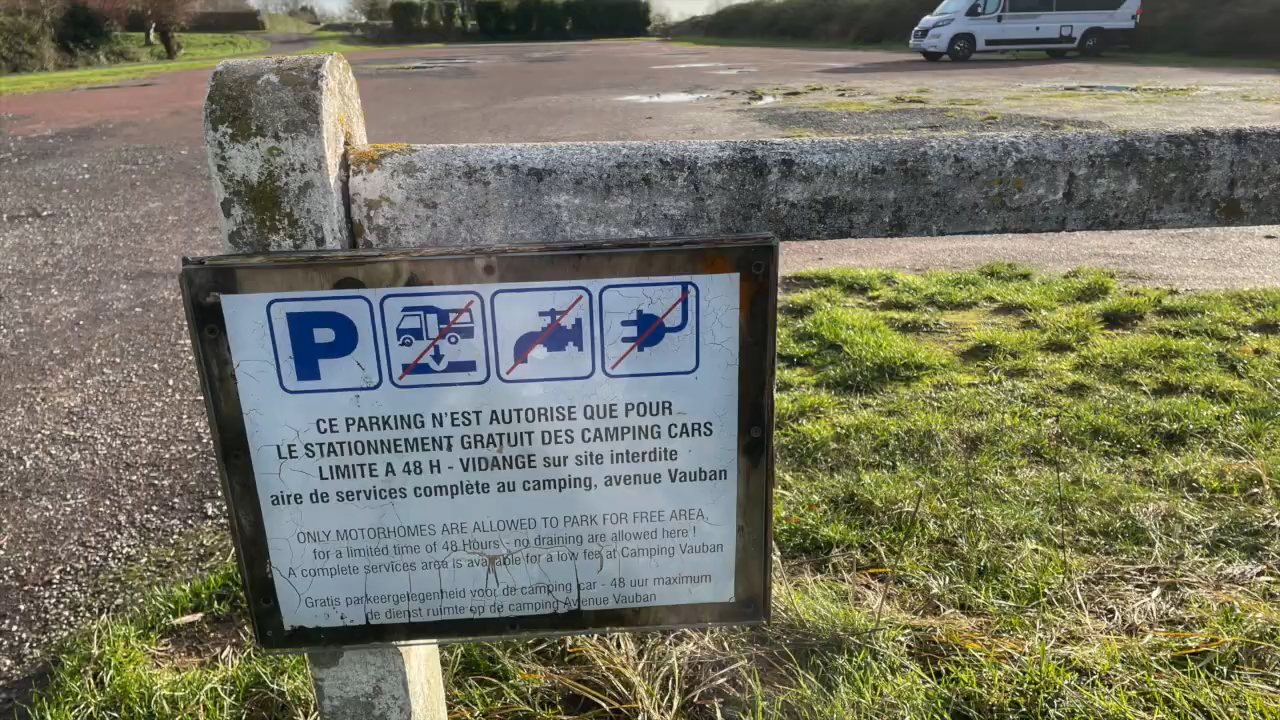 P
CE PARKING N'EST AUTORISE QUE POUR
LE STATIONNEMENT GRATUIT DES CAMPING CARS
LIMITE A 48 H - VIDANGE sur site interdite
aire de services complète au camping, avenue Vauban
ONLY MOTORHOMES ARE ALLOWED TO PARK FOR FREE AREA,
for a limited time of 48 Hours - no draining are allowed here !
A complete services area is available for a low fee at Camping Vauban
Gratis parkeergelegenheid voor de camping car - 48 uur maximum
de dienst ruimte op de camping Avenue Vauban